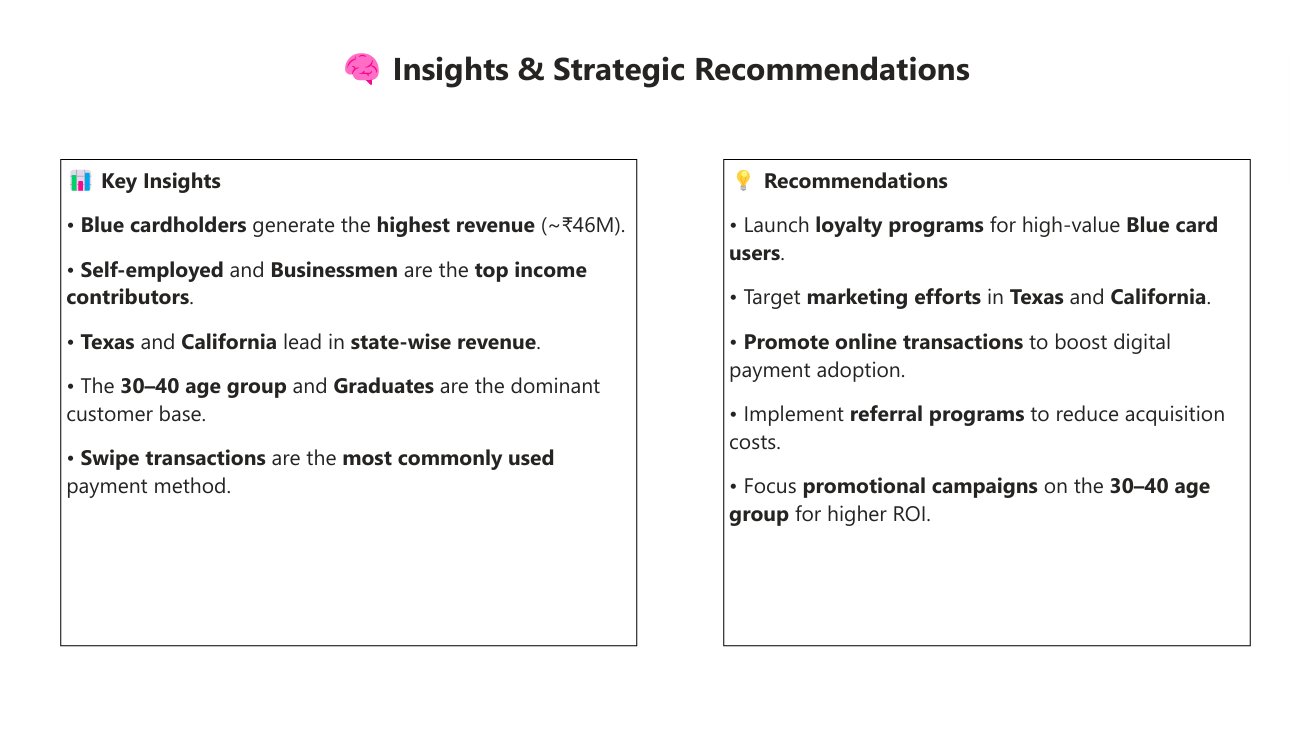 Insights & Strategic Recommendations
Key Insights
• Blue cardholders generate the highest revenue (~₹46M).
• Self-employed and Businessmen are the top income
contributors.
• Texas and California lead in state-wise revenue.
• The 30–40 age group and Graduates are the dominant
customer base.
• Swipe transactions are the most commonly used
payment method.
Recommendations
• Launch loyalty programs for high-value Blue card
users.
• Target marketing efforts in Texas and California.
• Promote online transactions to boost digital
payment adoption.
• Implement referral programs to reduce acquisition
costs.
• Focus promotional campaigns on the 30–40 age
group for higher ROI.